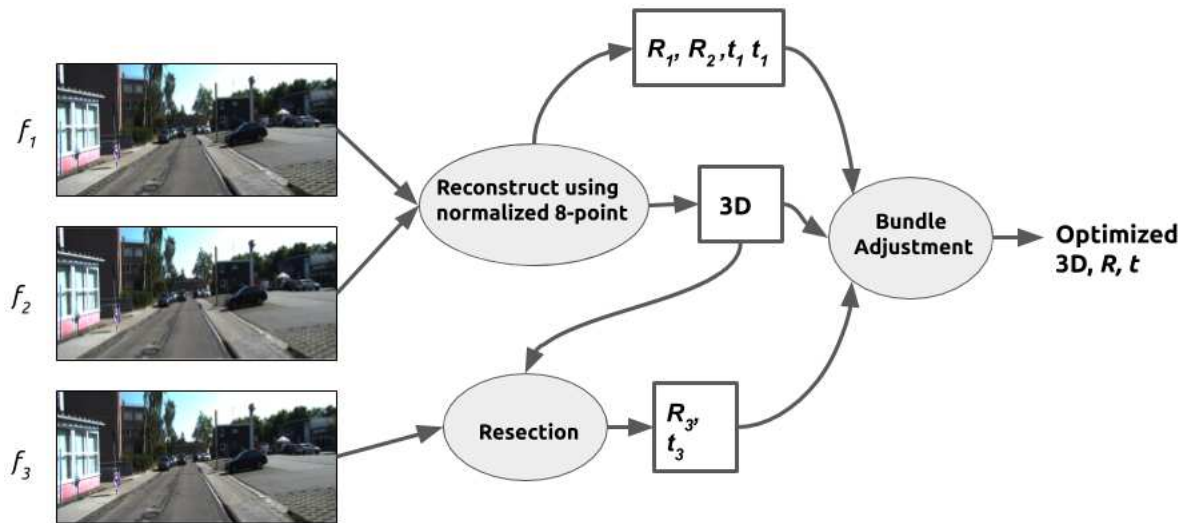 f1
f2
f3
Reconstruct using
normalized 8-point
R1, R2 ,t1 t1
3D
Resection
R3,
t3
Bundle
Adjustment
Optimized
3D, R, t